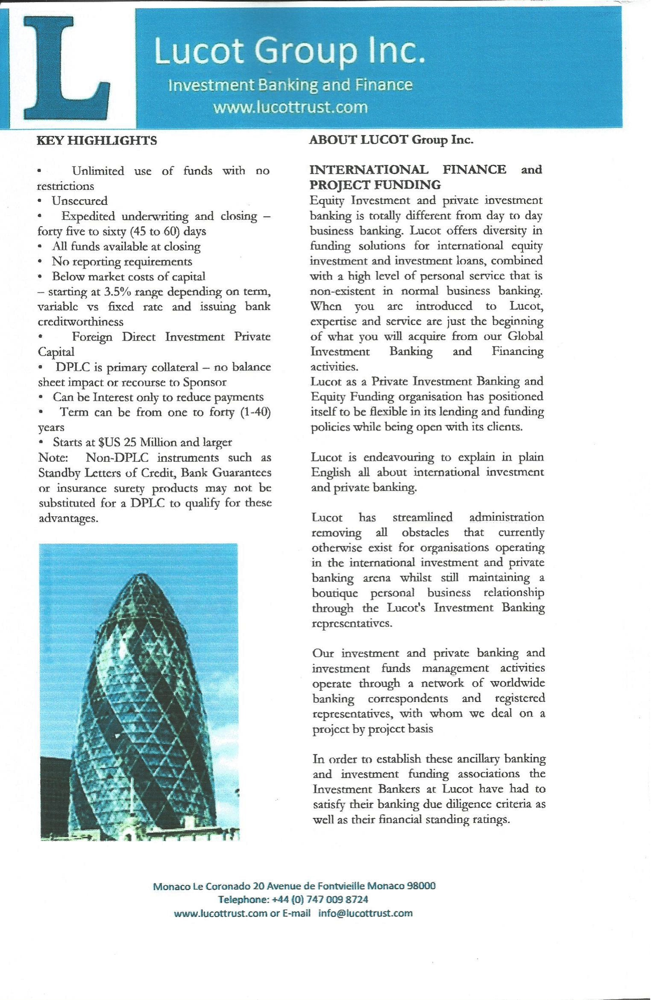 L
Lucot Group Inc.
Investment Banking and Finance
www.lucottrust.com
KEY HIGHLIGHTS
• Unlimited use of funds with no
restrictions
• Unsecured
• Expedited underwriting and closing –
forty five to sixty (45 to 60) days
• All funds available at closing
• No reporting requirements
• Below market costs of capital
– starting at 3.5% range depending on term,
variable vs fixed rate and issuing bank
creditworthiness
• Foreign Direct Investment Private
Capital
• DPLC is primary collateral – no balance
sheet impact or recourse to Sponsor
• Can be Interest only to reduce payments
• Term can be from one to forty (1-40)
years
• Starts at $US 25 Million and larger
Note: Non-DPLC instruments such as
Standby Letters of Credit, Bank Guarantees
or insurance surety products may not be
substituted for a DPLC to qualify for these
advantages.
ABOUT LUCOT Group Inc.
INTERNATIONAL FINANCE and
PROJECT FUNDING
Equity Investment and private investment
banking is totally different from day to day
business banking. Lucot offers diversity in
funding solutions for international equity
investment and investment loans, combined
with a high level of personal service that is
non-existent in normal business banking.
When you are introduced to Lucot,
expertise and service are just the beginning
of what you will acquire from our Global
Investment Banking and Financing
activities.
Lucot as a Private Investment Banking and
Equity Funding organisation has positioned
itself to be flexible in its lending and funding
policies while being open with its clients.
Lucot is endeavouring to explain in plain
English all about international investment
and private banking.
Lucot has streamlined administration
removing all obstacles that currently
otherwise exist for organisations operating
in the international investment and private
banking arena whilst still maintaining a
boutique personal business relationship
through the Lucot's Investment Banking
representatives.
Our investment and private banking and
investment funds management activities
operate through a network of worldwide
banking correspondents and registered
representatives, with whom we deal on a
project by project basis
In order to establish these ancillary banking
and investment funding associations the
Investment Bankers at Lucot have had to
satisfy their banking due diligence criteria as
well as their financial standing ratings.
Monaco Le Coronado 20 Avenue de Fontvieille Monaco 98000
Telephone: +44 (0) 747 009 8724
www.lucottrust.com or E-mail info@lucottrust.com